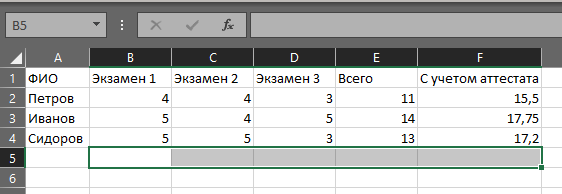 B5 fx
A B C D E F
1 ФИО Экзамен 1 Экзамен 2 Экзамен 3 Всего С учетом аттестата
2 Петров 4 4 3 11 15,5
3 Иванов 5 4 5 14 17,75
4 Сидоров 5 5 3 13 17,2
5
6